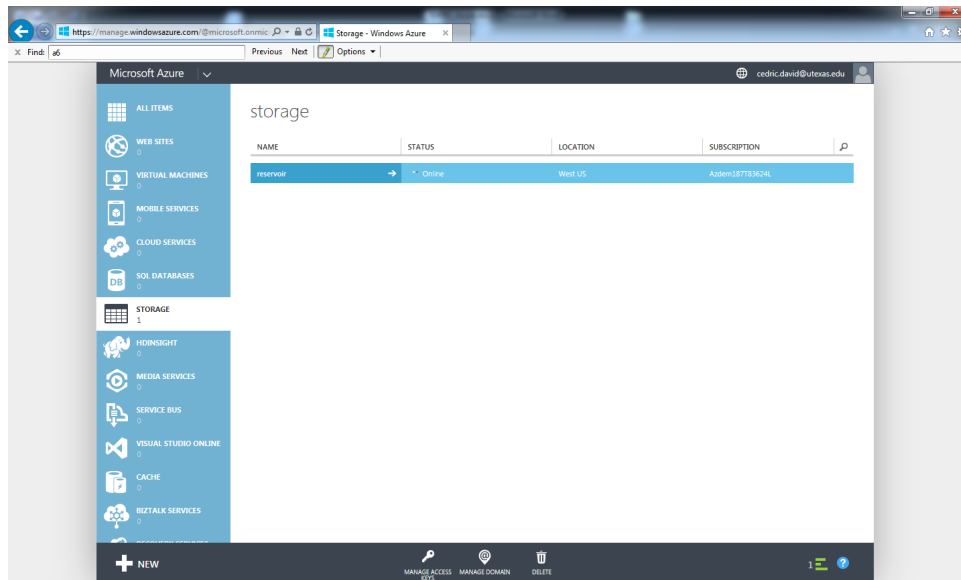 https://manage.windowsazure.com/@microsoft.onmic
Storage - Windows Azure
Find: a6
Previous Next Options
Microsoft Azure
cedric.david@utexas.edu
ALL ITEMS
WEB SITES
0
VIRTUAL MACHINES
0
MOBILE SERVICES
0
CLOUD SERVICES
0
SQL DATABASES
0
DB
STORAGE
1
HDINSIGHT
0
MEDIA SERVICES
0
SERVICE BUS
0
VISUAL STUDIO ONLINE
0
CACHE
0
BIZTALK SERVICES
0
RECOVERY SERVICES
storage
NAME STATUS LOCATION SUBSCRIPTION
reservoir Online West US Azdem187T83624L
NEW
MANAGE ACCESS KEYS
MANAGE DOMAIN
DELETE
1